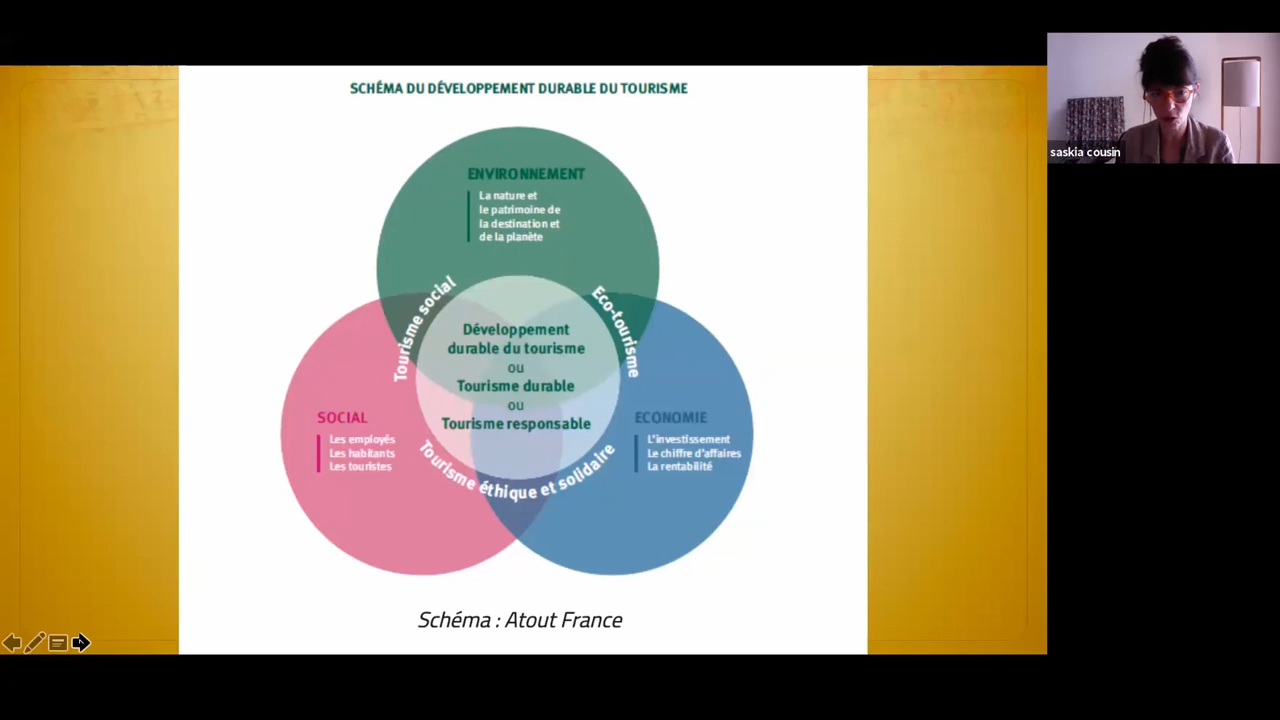 SCHÉMA DU DÉVELOPPEMENT DURABLE DU TOURISME
saskia cousin
ENVIRONNEMENT
La nature et
le patrimoine de
la destination et
de la planète
Tourisme social
Eco-tourisme
Développement
durable du tourisme
ou
Tourisme durable
ou
Tourisme responsable
SOCIAL
Les employés
Les habitants
Les touristes
ECONOMIE
L'investissement
Le chiffre d'affaires
La rentabilité
Tourisme éthique et solidaire
Schéma : Atout France